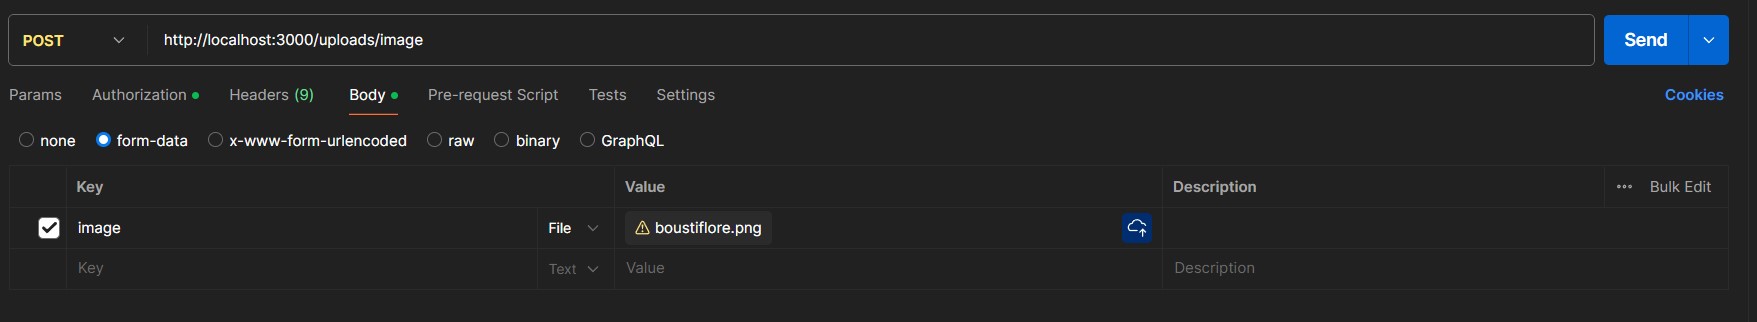 POST http://localhost:3000/uploads/image Send
Params Authorization Headers (9) Body Pre-request Script Tests Settings Cookies
none form-data x-www-form-urlencoded raw binary GraphQL
Key Value Description Bulk Edit
image File boustiflore.png
Key Text Value Description